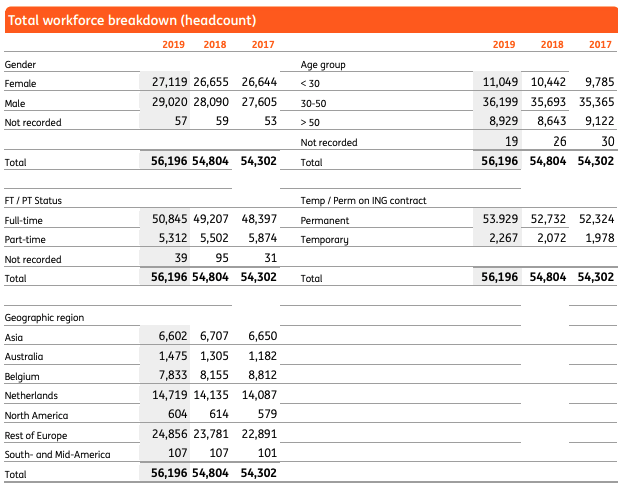 Total workforce breakdown (headcount)
2019 2018 2017
Gender
Female 27,119 26,655 26,644
Male 29,020 28,090 27,605
Not recorded 57 59 53
Total 56,196 54,804 54,302
2019 2018 2017
Age group
< 30 11,049 10,442 9,785
30-50 36,199 35,693 35,365
> 50 8,929 8,643 9,122
Not recorded 19 26 30
Total 56,196 54,804 54,302
FT / PT Status
Full-time 50,845 49,207 48,397
Part-time 5,312 5,502 5,874
Not recorded 39 95 31
Total 56,196 54,804 54,302
Temp / Perm on ING contract
Permanent 53.929 52,732 52,324
Temporary 2,267 2,072 1,978
Total 56,196 54,804 54,302
Geographic region
Asia 6,602 6,707 6,650
Australia 1,475 1,305 1,182
Belgium 7,833 8,155 8,812
Netherlands 14,719 14,135 14,087
North America 604 614 579
Rest of Europe 24,856 23,781 22,891
South- and Mid-America 107 107 101
Total 56,196 54,804 54,302